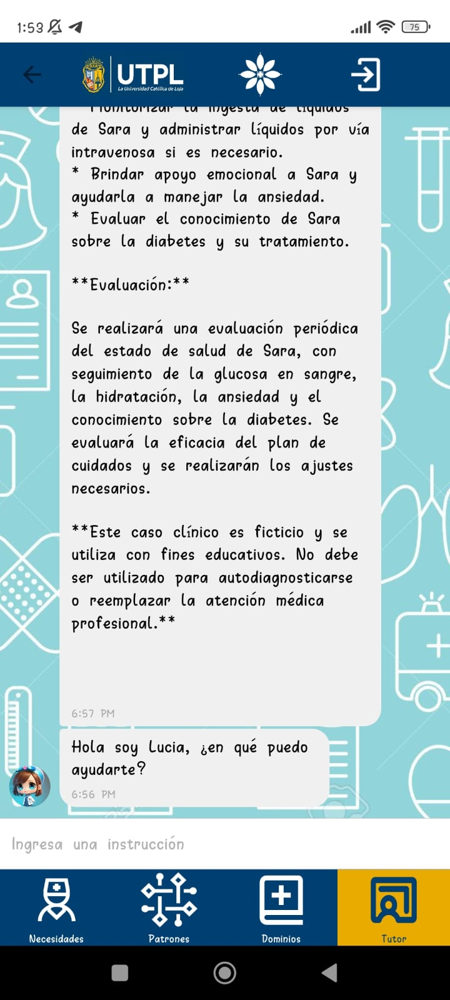 1:53
75
UTPL
La Universidad Católica de Loja
Monitorizar la ingesta de líquidos
de Sara y administrar líquidos por vía
intravenosa si es necesario.
* Brindar apoyo emocional a Sara y
ayudarla a manejar la ansiedad.
* Evaluar el conocimiento de Sara
sobre la diabetes y su tratamiento.
**Evaluación:**
Se realizará una evaluación periódica
del estado de salud de Sara, con
seguimiento de la glucosa en sangre,
la hidratación, la ansiedad y el
conocimiento sobre la diabetes. Se
evaluará la eficacia del plan de
cuidados y se realizarán los ajustes
necesarios.
**Este caso clínico es ficticio y se
utiliza con fines educativos. No debe
ser utilizado para autodiagnosticarse
o reemplazar la atención médica
profesional.**
6:57 PM
Hola soy Lucia, ¿en qué puedo
ayudarte?
6:56 PM
Ingresa una instrucción
Necesidades
Patrones
Dominios
Tutor